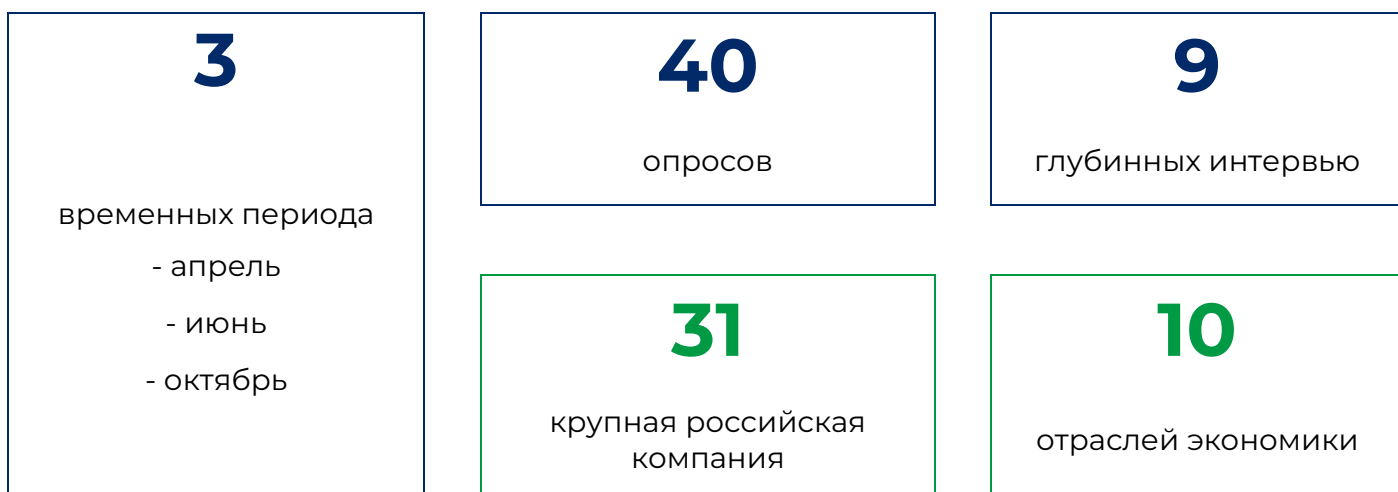 3
временных периода
- апрель
- июнь
- октябрь
40
опросов
9
глубинных интервью
31
крупная российская
компания
10
отраслей экономики